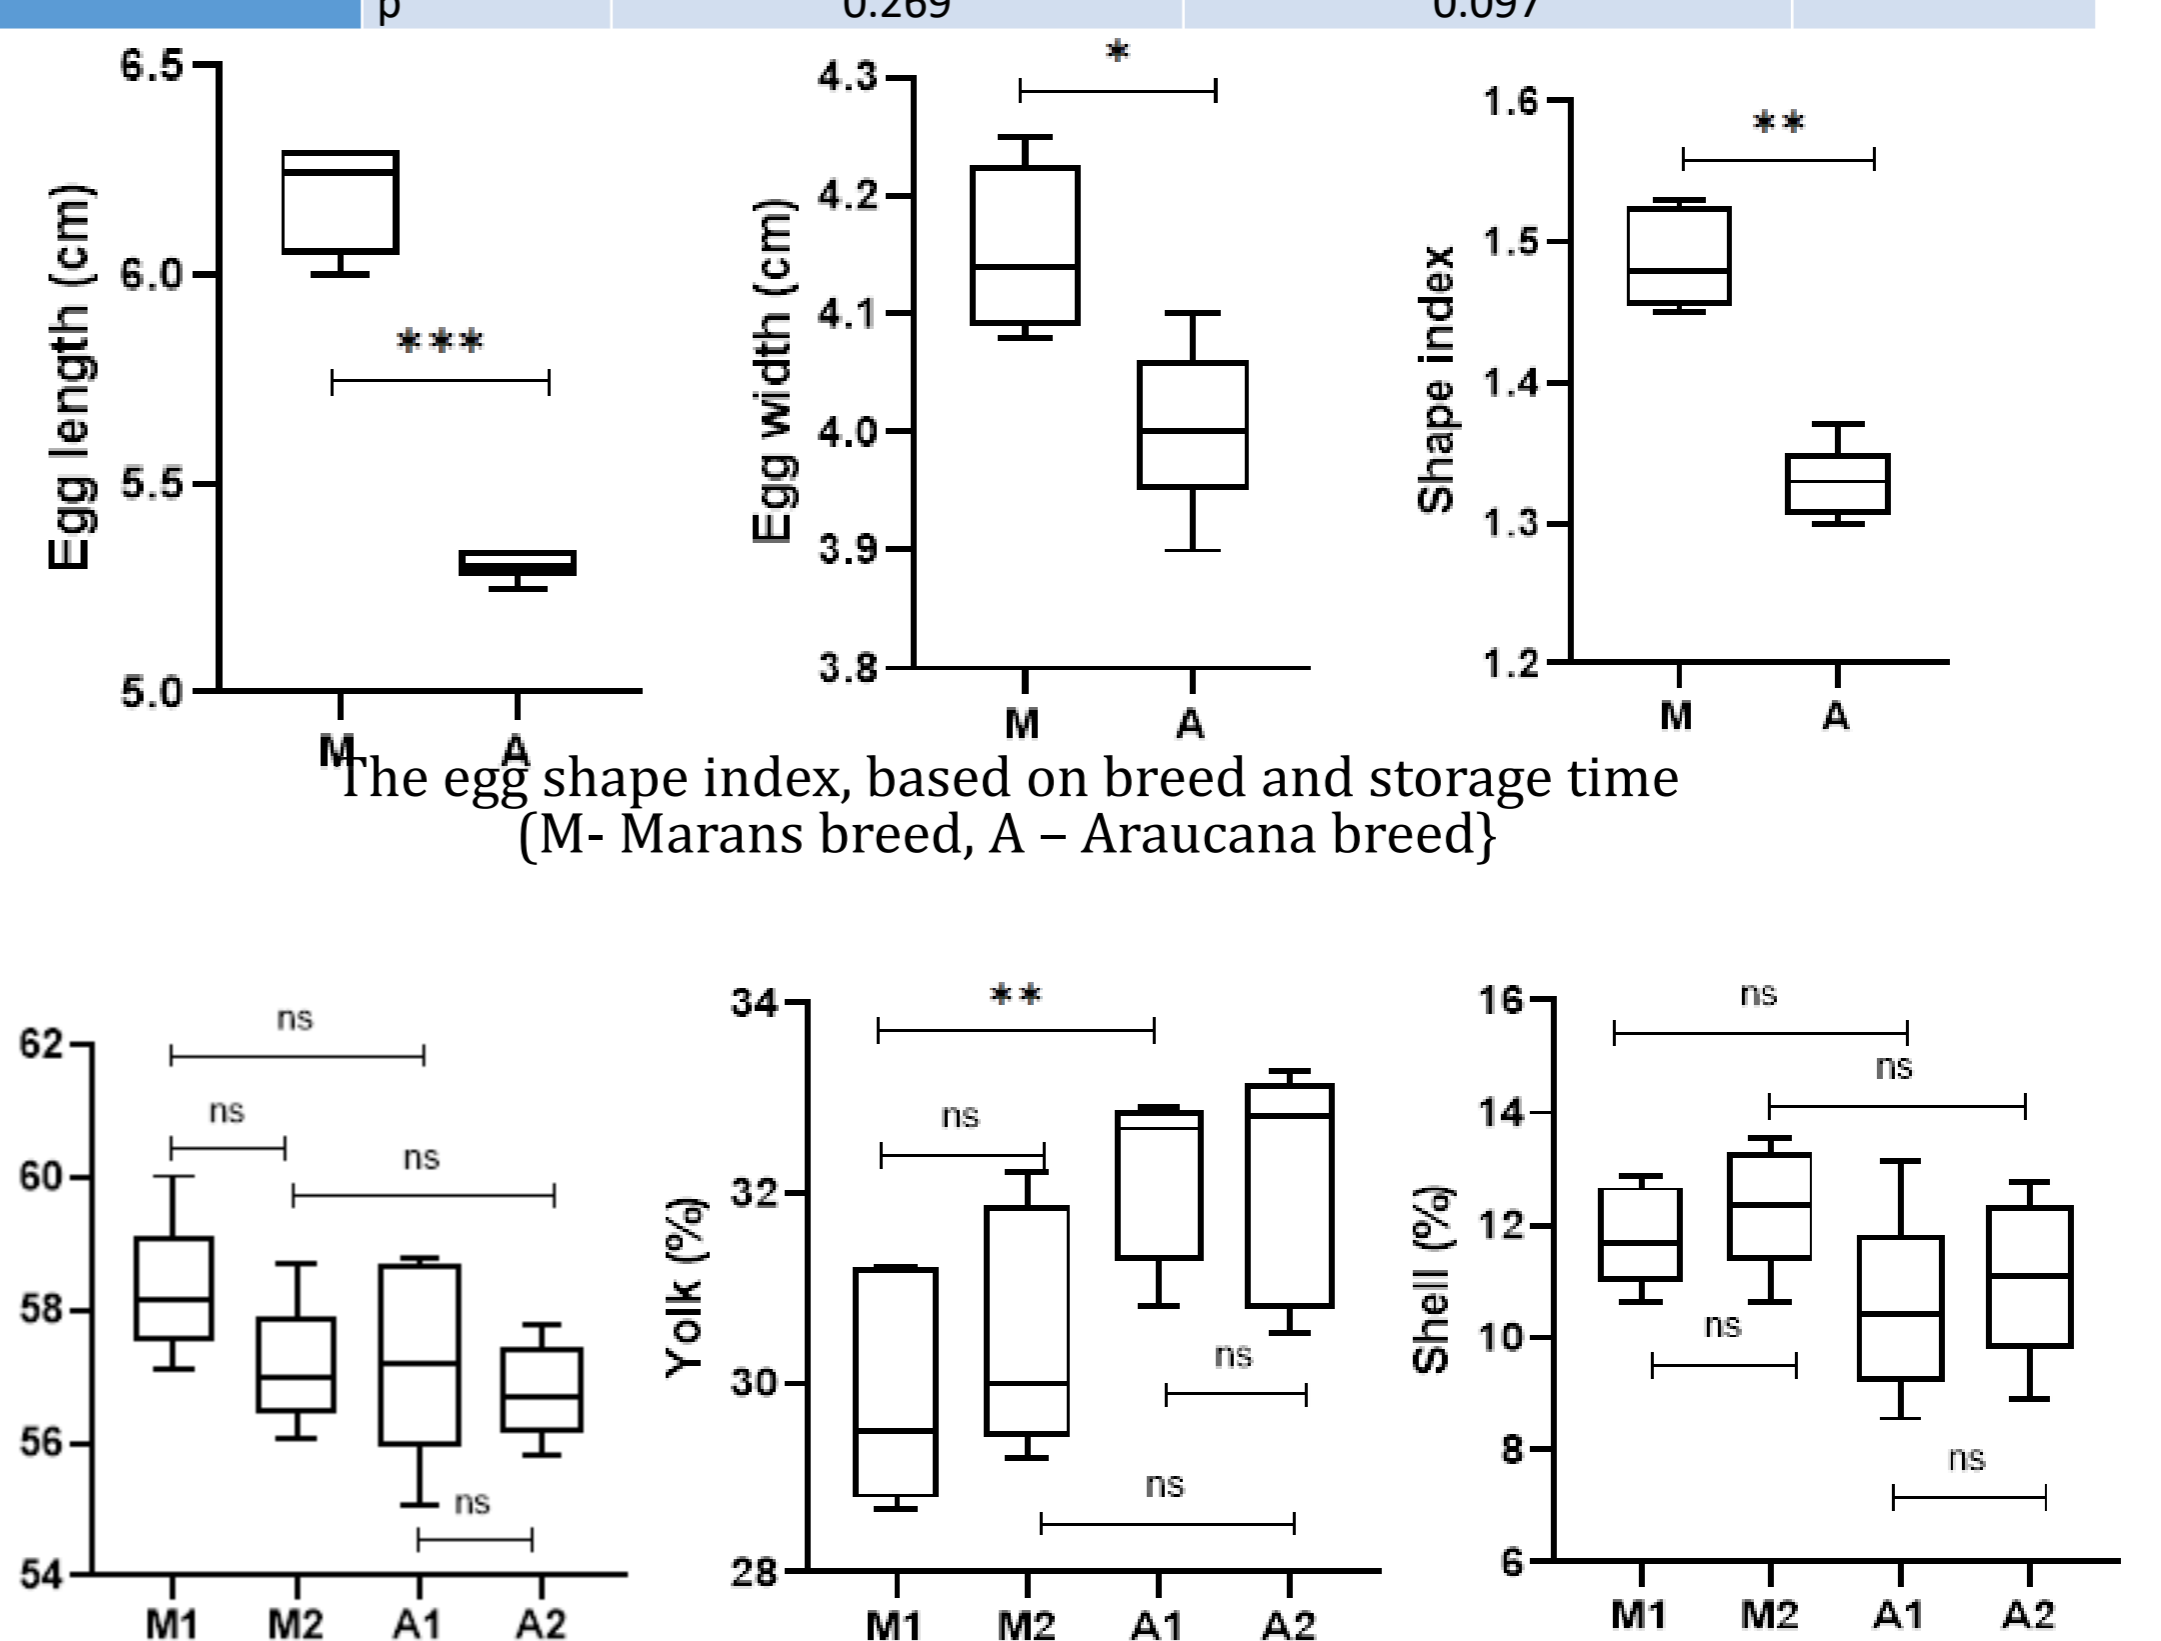 p 0.269 0.097
6.5
6.0
5.5
5.0
Egg length (cm)
***
M A
4.3
4.2
4.1
4.0
3.9
3.8
Egg width (cm)
*
M A
1.6
1.5
1.4
1.3
1.2
Shape index
**
M A
The egg shape index, based on breed and storage time
(M- Marans breed, A – Araucana breed}
62
60
58
56
54
ns
ns
ns
ns
M1 M2 A1 A2
34
32
30
28
Yolk (%)
**
ns
ns
ns
M1 M2 A1 A2
16
14
12
10
8
6
Shell (%)
ns
ns
ns
ns
M1 M2 A1 A2